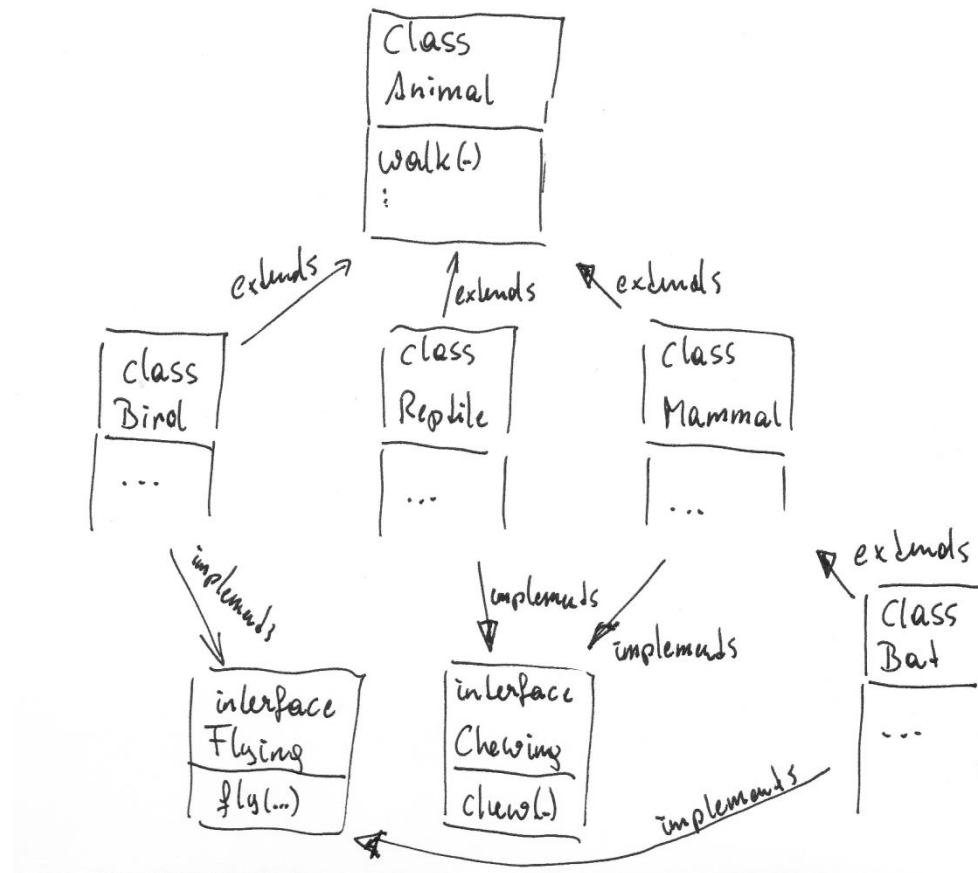 Class
Animal
walk(..)
:
extends
extends
extends
class
Bird
...
class
Reptile
...
class
Mammal
...
implements
implements
implements
extends
Class
Bat
...
interface
Flying
fly(...)
interface
Chewing
chew(..)
implements